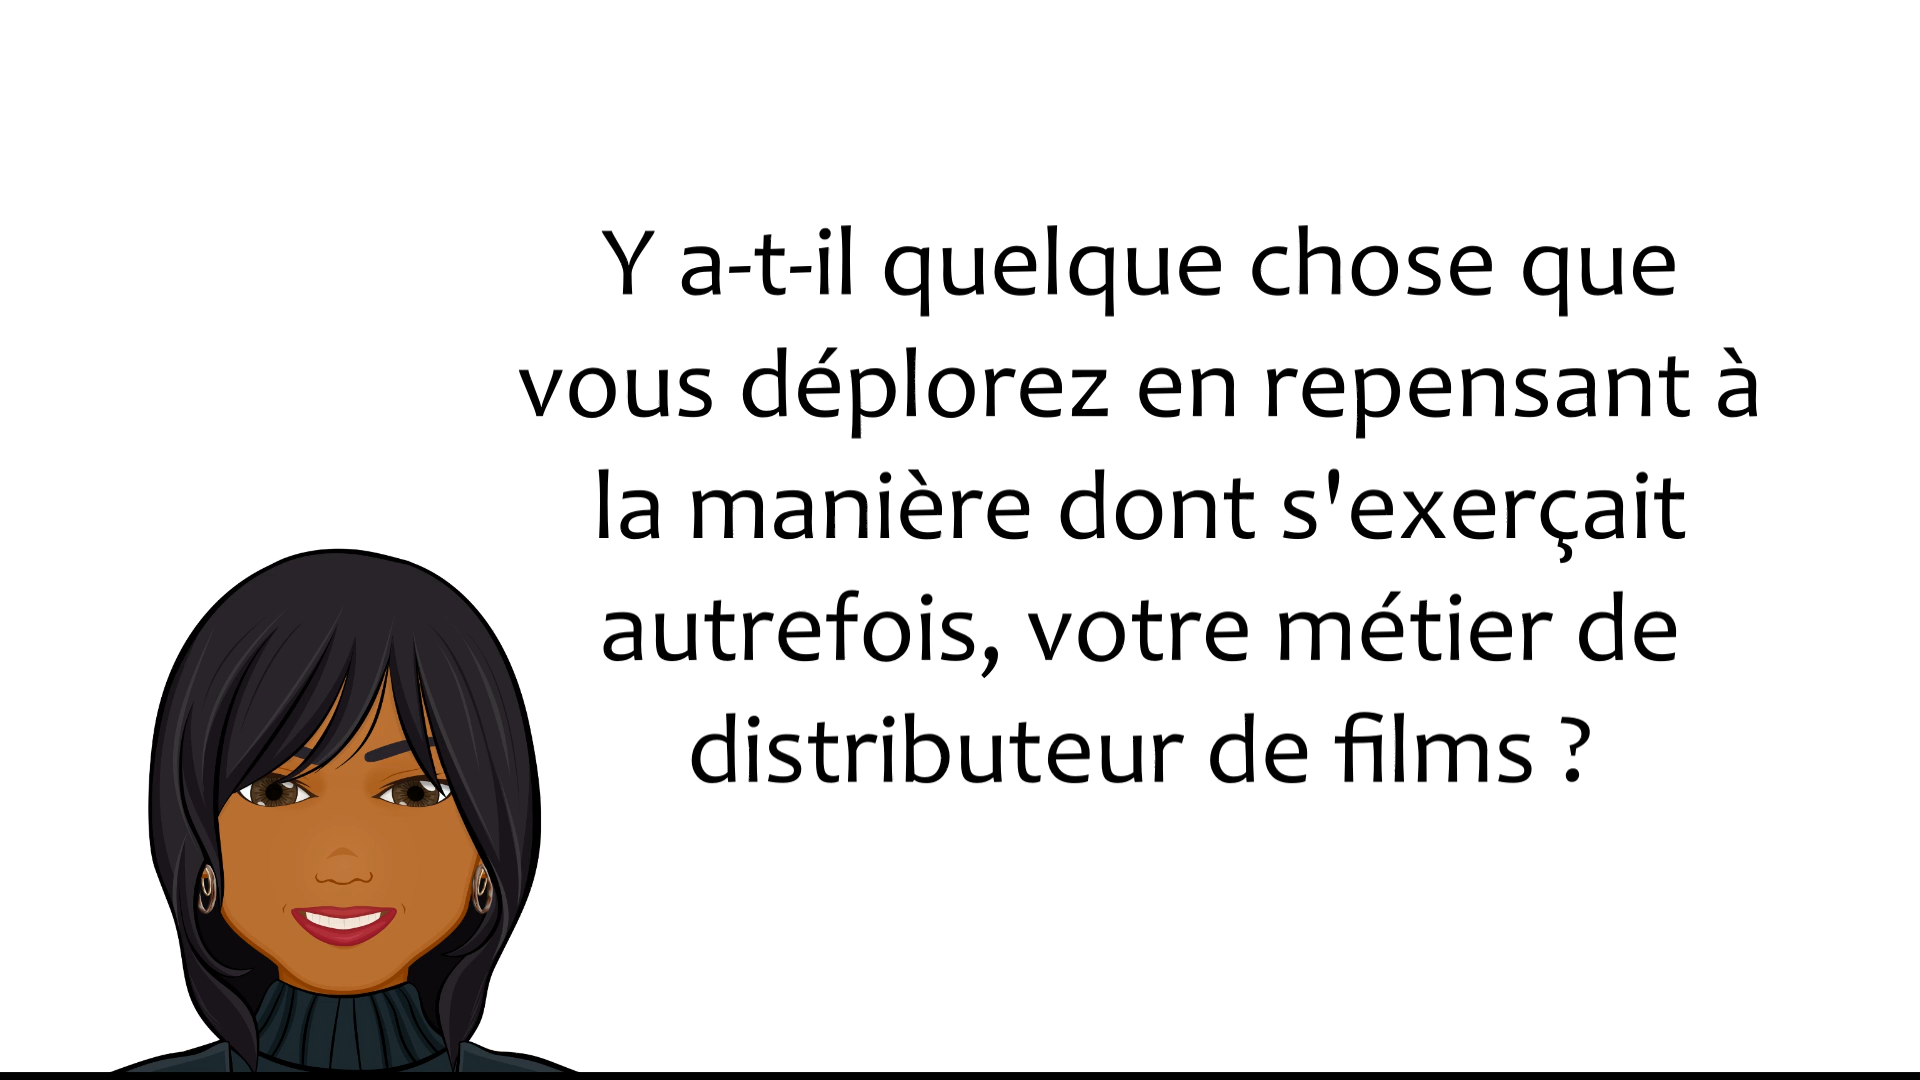 Y a-t-il quelque chose que
vous déplorez en repensant à
la manière dont s'exerçait
autrefois, votre métier de
distributeur de films ?